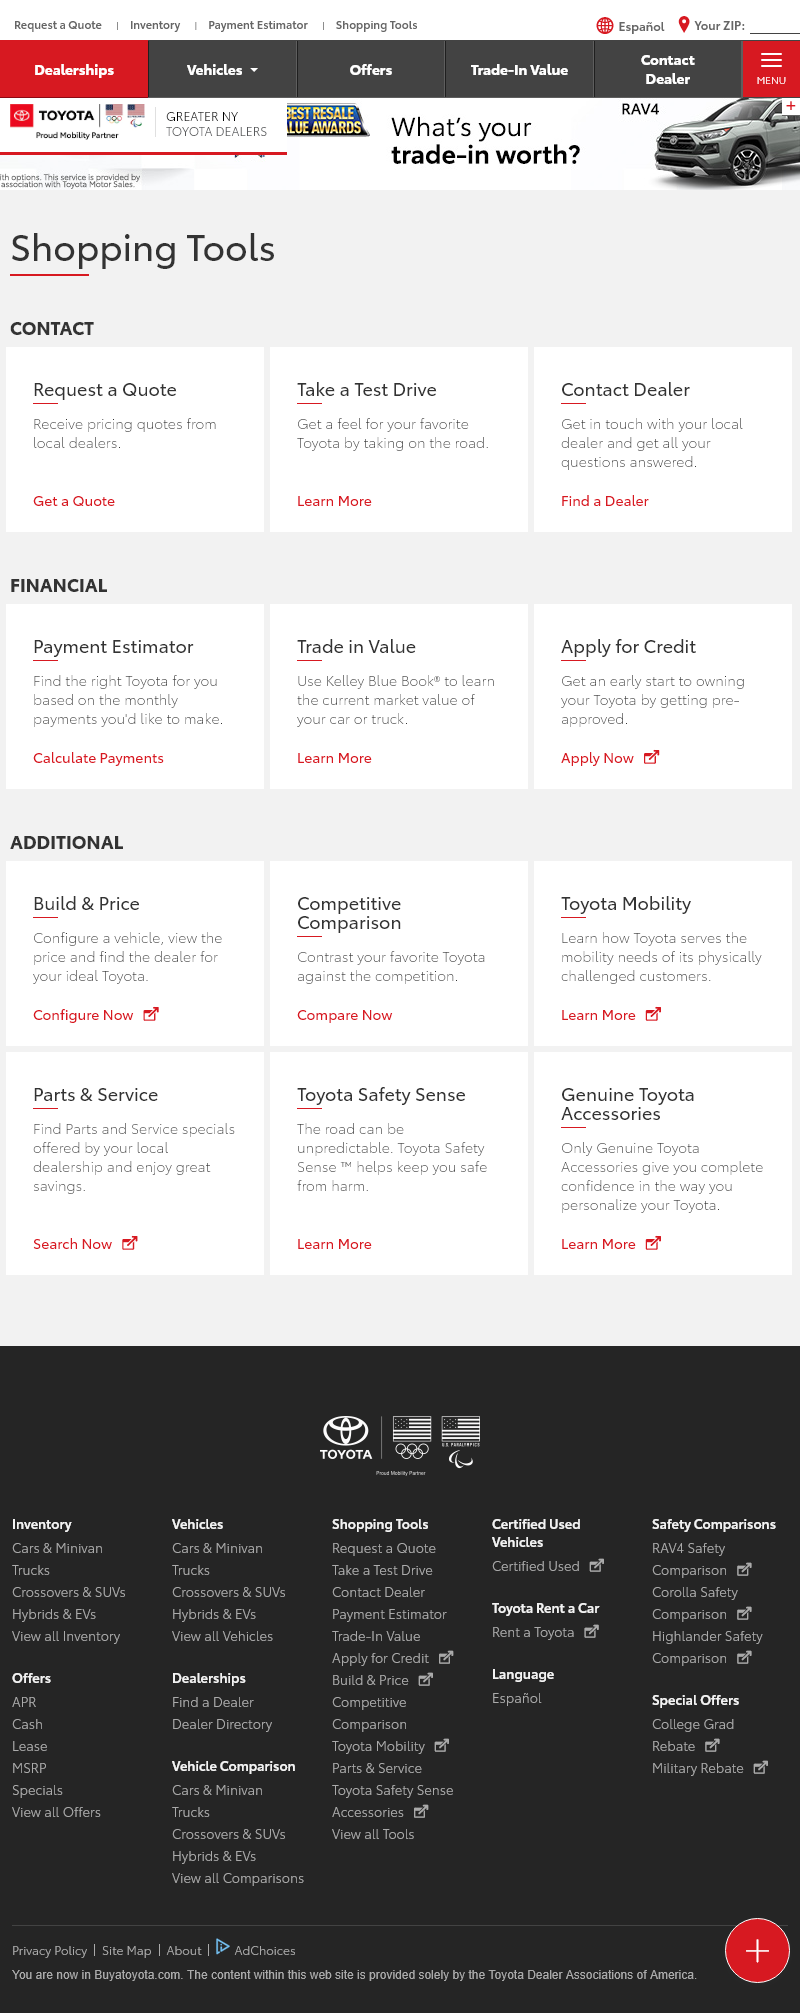 Request a Quote | Inventory | Payment Estimator | Shopping Tools
Español Your ZIP:
Dealerships
Vehicles
Offers
Trade-In Value
Contact
Dealer
MENU
TOYOTA
Proud Mobility Partner
GREATER NY
TOYOTA DEALERS
BEST RESALE
VALUE AWARDS
What's your
trade-in worth?
RAV4
+
ith options. This service is provided by
association with Toyota Motor Sales.
Shopping Tools
CONTACT
Request a Quote
Receive pricing quotes from
local dealers.
Get a Quote
Take a Test Drive
Get a feel for your favorite
Toyota by taking on the road.
Learn More
Contact Dealer
Get in touch with your local
dealer and get all your
questions answered.
Find a Dealer
FINANCIAL
Payment Estimator
Find the right Toyota for you
based on the monthly
payments you'd like to make.
Calculate Payments
Trade in Value
Use Kelley Blue Book® to learn
the current market value of
your car or truck.
Learn More
Apply for Credit
Get an early start to owning
your Toyota by getting pre-
approved.
Apply Now
ADDITIONAL
Build & Price
Configure a vehicle, view the
price and find the dealer for
your ideal Toyota.
Configure Now
Competitive
Comparison
Contrast your favorite Toyota
against the competition.
Compare Now
Toyota Mobility
Learn how Toyota serves the
mobility needs of its physically
challenged customers.
Learn More
Parts & Service
Find Parts and Service specials
offered by your local
dealership and enjoy great
savings.
Search Now
Toyota Safety Sense
The road can be
unpredictable. Toyota Safety
Sense ™ helps keep you safe
from harm.
Learn More
Genuine Toyota
Accessories
Only Genuine Toyota
Accessories give you complete
confidence in the way you
personalize your Toyota.
Learn More
TOYOTA
U.S. PARALYMPICS
Proud Mobility Partner
Inventory
Cars & Minivan
Trucks
Crossovers & SUVs
Hybrids & EVs
View all Inventory
Offers
APR
Cash
Lease
MSRP
Specials
View all Offers
Vehicles
Cars & Minivan
Trucks
Crossovers & SUVs
Hybrids & EVs
View all Vehicles
Dealerships
Find a Dealer
Dealer Directory
Vehicle Comparison
Cars & Minivan
Trucks
Crossovers & SUVs
Hybrids & EVs
View all Comparisons
Shopping Tools
Request a Quote
Take a Test Drive
Contact Dealer
Payment Estimator
Trade-In Value
Apply for Credit
Build & Price
Competitive
Comparison
Toyota Mobility
Parts & Service
Toyota Safety Sense
Accessories
View all Tools
Certified Used
Vehicles
Certified Used
Toyota Rent a Car
Rent a Toyota
Language
Español
Safety Comparisons
RAV4 Safety
Comparison
Corolla Safety
Comparison
Highlander Safety
Comparison
Special Offers
College Grad
Rebate
Military Rebate
Privacy Policy | Site Map | About | AdChoices
You are now in Buyatoyota.com. The content within this web site is provided solely by the Toyota Dealer Associations of America.